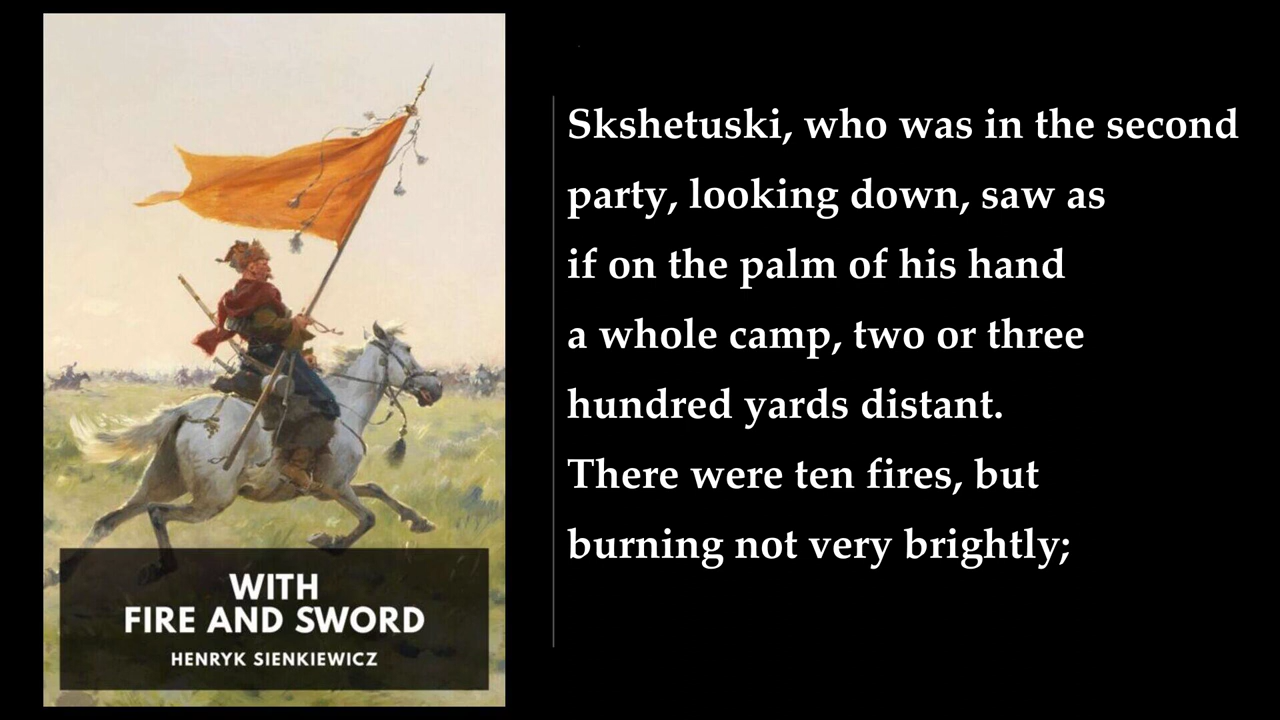 WITH
FIRE AND SWORD
HENRYK SIENKIEWICZ
Skshetuski, who was in the second
party, looking down, saw as
if on the palm of his hand
a whole camp, two or three
hundred yards distant.
There were ten fires, but
burning not very brightly;